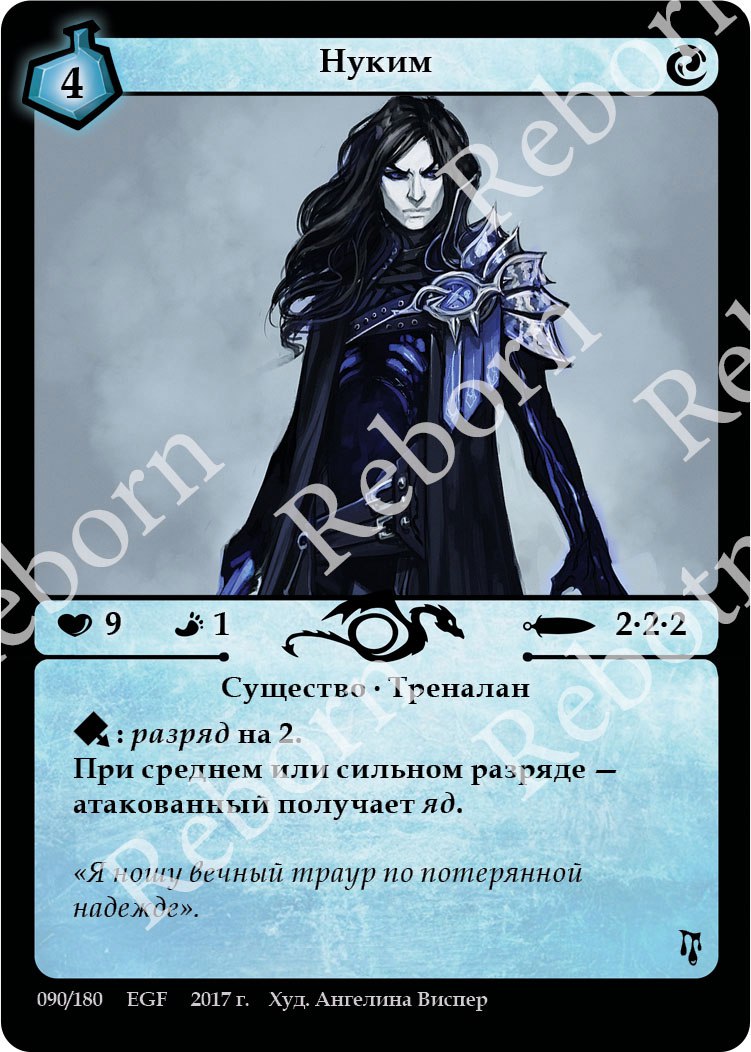 4
Нуким
9
1
2·2·2
Существо · Треналан
: разряд на 2.
При среднем или сильном разряде —
атакованный получает яд.
«Я ношу вечный траур по потерянной
надежде».
090/180 EGF 2017 г. Худ. Ангелина Виспер
Reborn
Reborn
Reborn
Reborn
Reborn
Rebotn
Rebotn